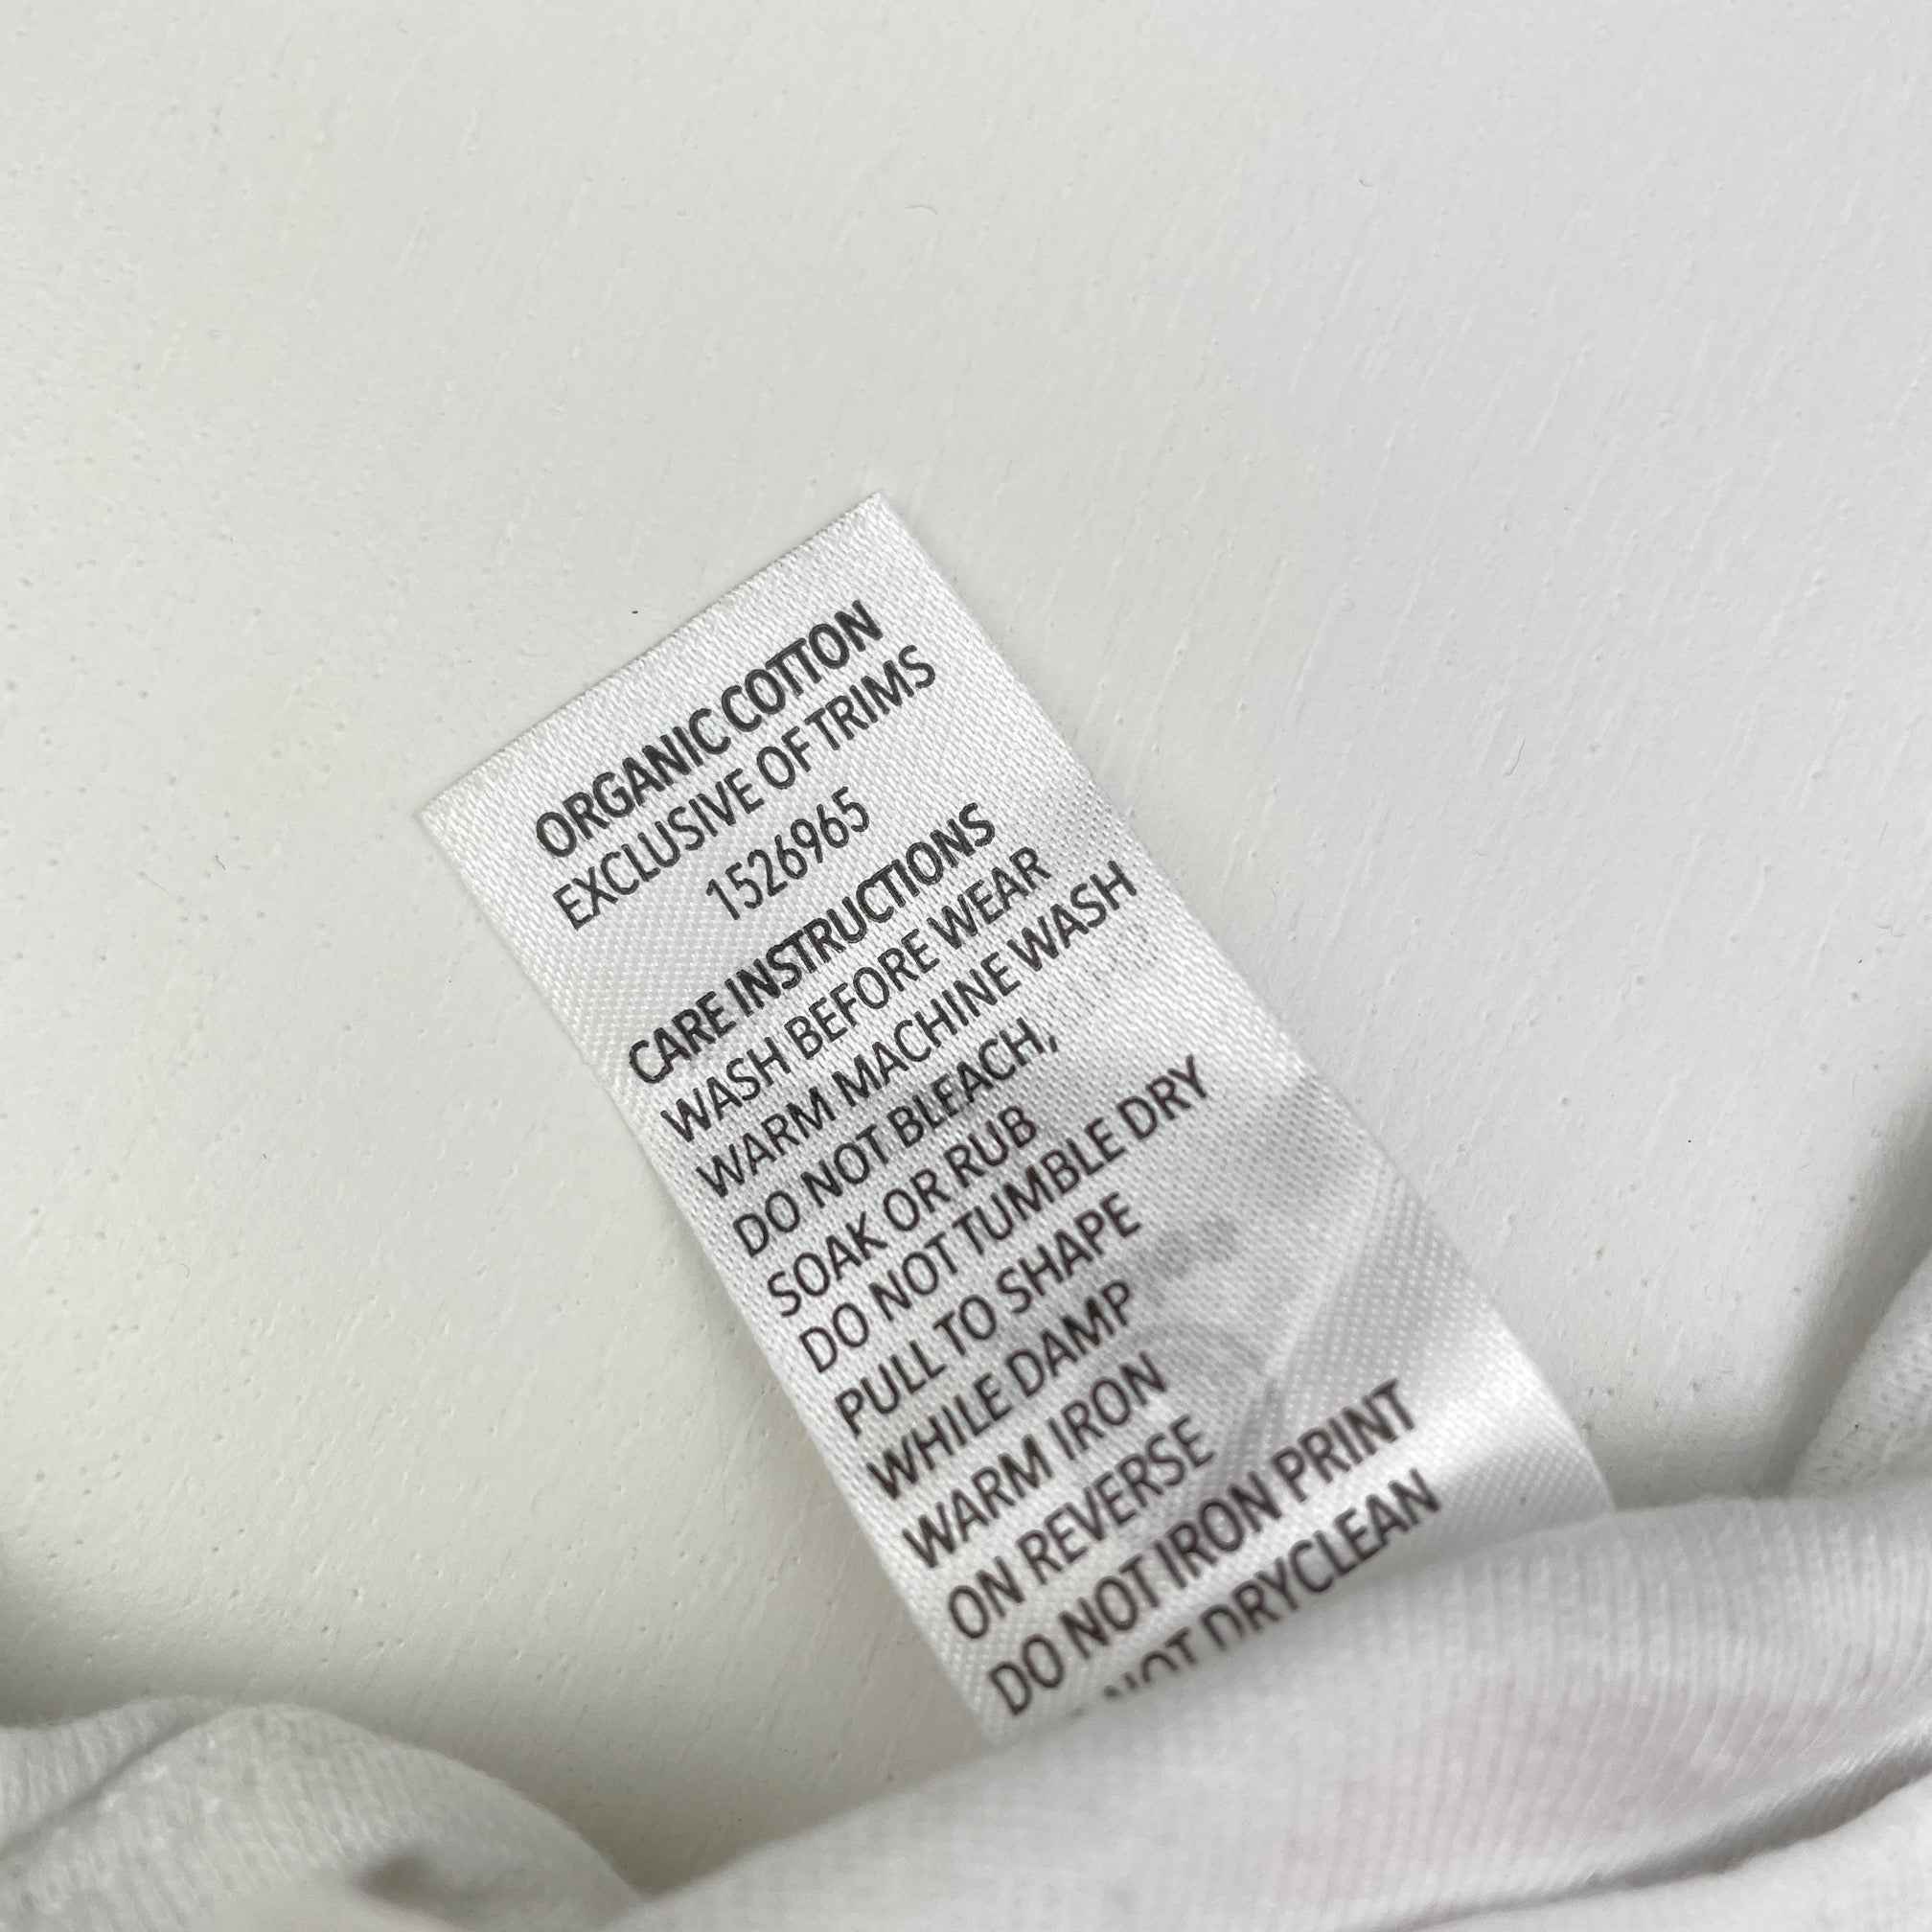 ORGANIC COTTON
EXCLUSIVE OF TRIMS
1526965
CARE INSTRUCTIONS
WASH BEFORE WEAR
WARM MACHINE WASH
DO NOT BLEACH,
SOAK OR RUB
DO NOT TUMBLE DRY
PULL TO SHAPE
WHILE DAMP
WARM IRON
ON REVERSE
DO NOT IRON PRINT
NOT DRYCLEAN